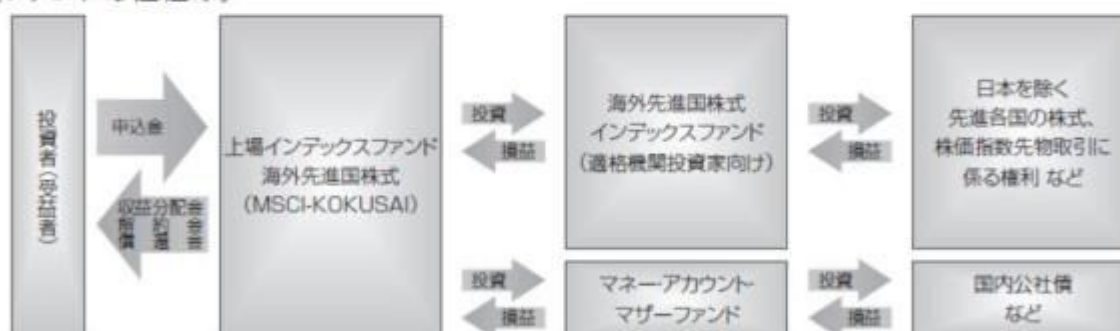 投資者(受益者)
申込金
収益分配金
解約金
償還金
上場インデックスファンド
海外先進国株式
(MSCI-KOKUSAI)
投資
損益
海外先進国株式
インデックスファンド
(適格機関投資家向け)
投資
損益
日本を除く
先進各国の株式、
株価指数先物取引に
係る権利 など
投資
損益
マネー・アカウント・
マザーファンド
投資
損益
国内公社債
など